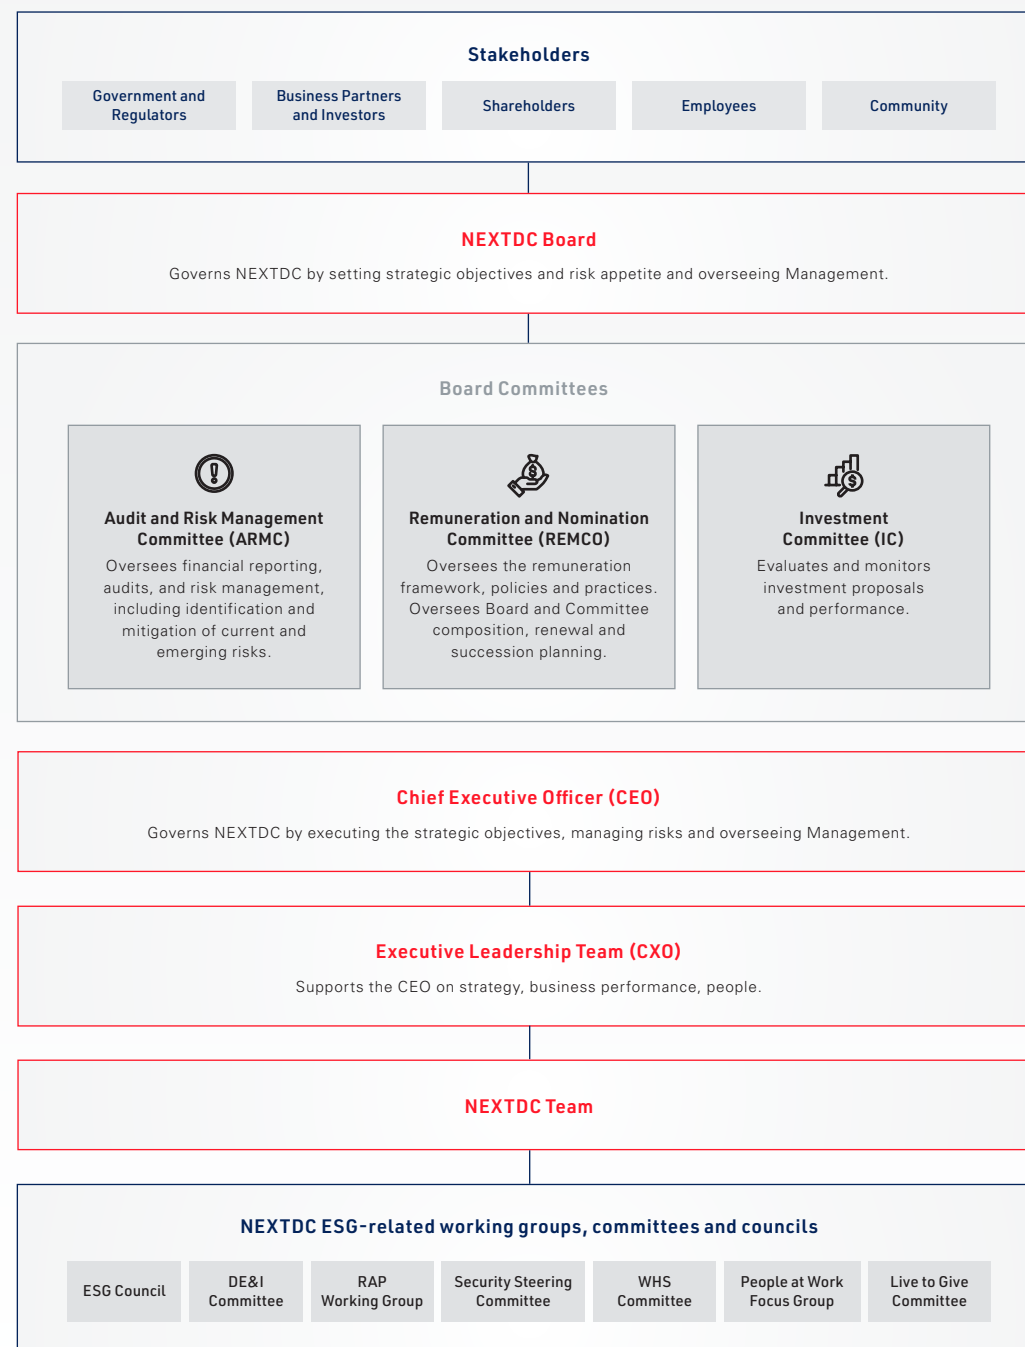 Stakeholders
Government and
Regulators
Business Partners
and Investors
Shareholders
Employees
Community
NEXTDC Board
Governs NEXTDC by setting strategic objectives and risk appetite and overseeing Management.
Board Committees
Audit and Risk Management
Committee (ARMC)
Oversees financial reporting,
audits, and risk management,
including identification and
mitigation of current and
emerging risks.
Remuneration and Nomination
Committee (REMCO)
Oversees the remuneration
framework, policies and practices.
Oversees Board and Committee
composition, renewal and
succession planning.
Investment
Committee (IC)
Evaluates and monitors
investment proposals
and performance.
Chief Executive Officer (CEO)
Governs NEXTDC by executing the strategic objectives, managing risks and overseeing Management.
Executive Leadership Team (CXO)
Supports the CEO on strategy, business performance, people.
NEXTDC Team
NEXTDC ESG-related working groups, committees and councils
ESG Council
DE&I
Committee
RAP
Working Group
Security Steering
Committee
WHS
Committee
People at Work
Focus Group
Live to Give
Committee